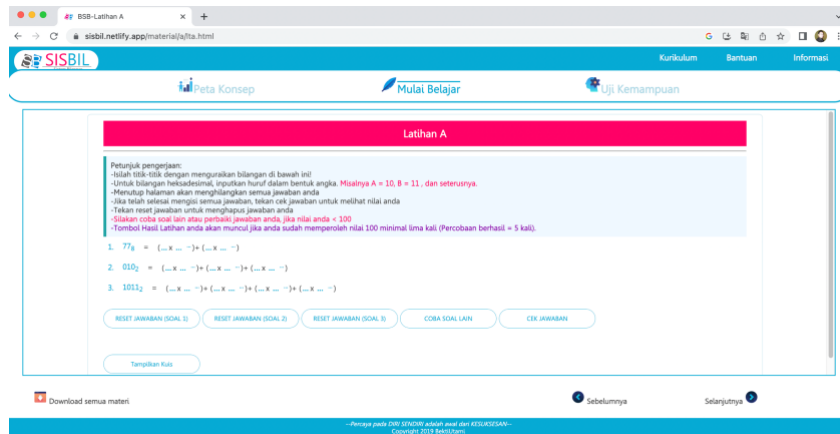 BSB-Latihan A
sisbil.netlify.app/material/a/lta.html
SISBIL
Kurikulum Bantuan Informasi
Peta Konsep Mulai Belajar Uji Kemampuan
Latihan A
Petunjuk pengerjaan:
-Isilah titik-titik dengan menguraikan bilangan di bawah ini!
-Untuk bilangan heksadesimal, inputkan huruf dalam bentuk angka. Misalnya A = 10, B = 11 , dan seterusnya.
-Menutup halaman akan menghilangkan semua jawaban anda
-Jika telah selesai mengisi semua jawaban, tekan cek jawaban untuk melihat nilai anda
-Tekan reset jawaban untuk menghapus jawaban anda
-Silakan coba soal lain atau perbaiki jawaban anda, jika nilai anda < 100
-Tombol Hasil Latihan anda akan muncul jika anda sudah memperoleh nilai 100 minimal lima kali (Percobaan berhasil = 5 kali).
1. 77₈ = (... x ... ⁻)+ (... x ... ⁻)
2. 010₂ = (... x ... ⁻)+ (... x ... ⁻)+ (... x ... ⁻)
3. 1011₂ = (... x ... ⁻)+ (... x ... ⁻)+ (... x ... ⁻)+ (... x ... ⁻)
RESET JAWABAN (SOAL 1) RESET JAWABAN (SOAL 2) RESET JAWABAN (SOAL 3) COBA SOAL LAIN CEK JAWABAN
Tampilkan Kuis
Download semua materi Sebelumnya Selanjutnya
--Percaya pada DIRI SENDIRI adalah awal dari KESUKSESAN--
Copyright 2019 BektiUtami